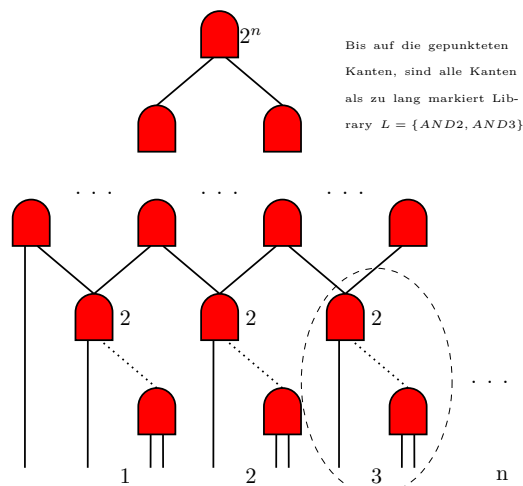 2^n
Bis auf die gepunkteten
Kanten, sind alle Kanten
als zu lang markiert Lib-
rary L = {AND2, AND3}
. . . . . . . . .
2 2 2
. . .
1 2 3 n